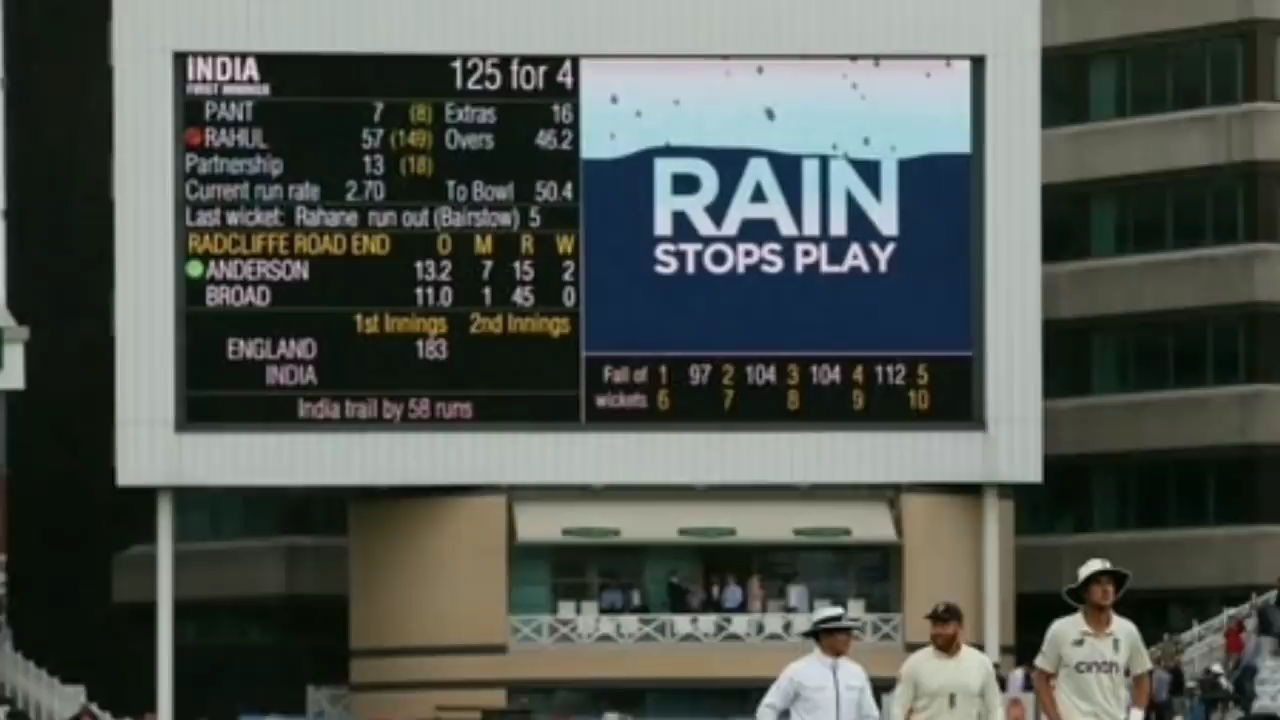 INDIA 125 for 4
FIRST INNINGS
PANT 7 (8) Extras 16
RAHUL 57 (149) Overs 46.2
Partnership 13 (18)
Current run rate 2.70 To Bowl 50.4
Last wicket: Rahane run out (Bairstow) 5
RADCLIFFE ROAD END O M R W
ANDERSON 13.2 7 15 2
BROAD 11.0 1 45 0
1st Innings 2nd Innings
ENGLAND 183
INDIA
India trail by 58 runs
RAIN
STOPS PLAY
Fall of 1 97 2 104 3 104 4 112 5
wickets 6 7 8 9 10
cinch